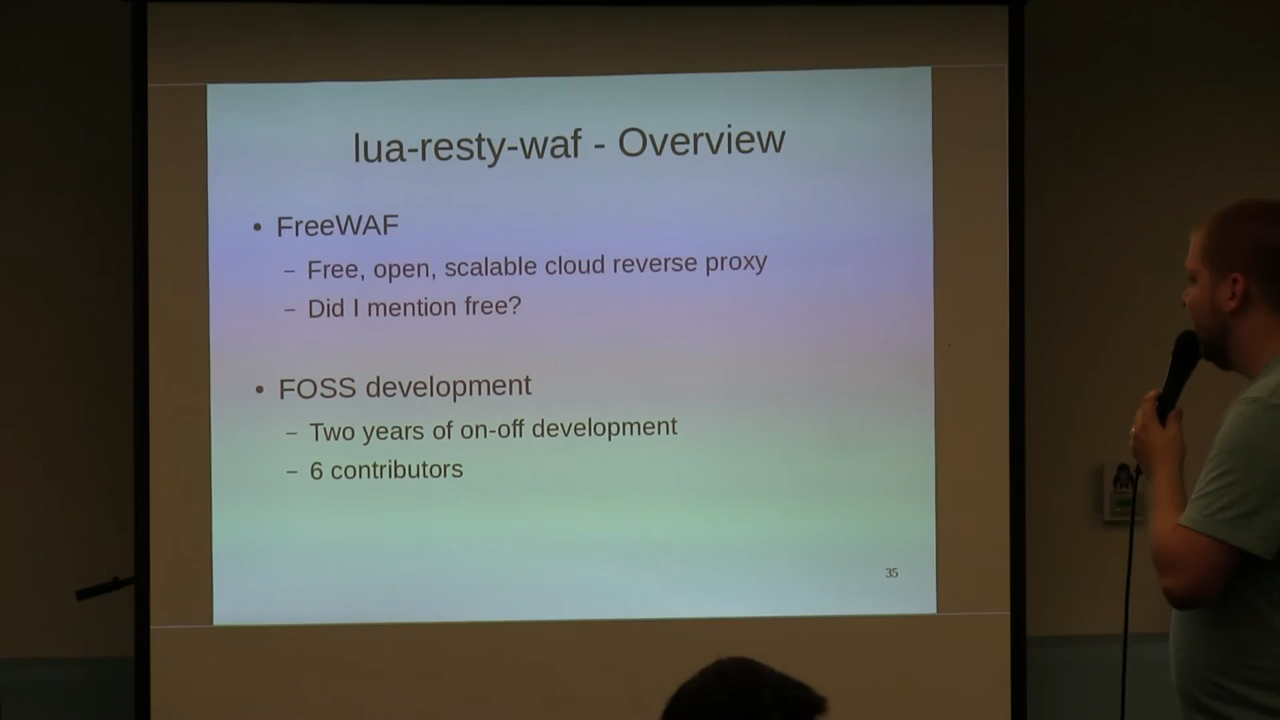 lua-resty-waf - Overview
• FreeWAF
– Free, open, scalable cloud reverse proxy
– Did I mention free?
• FOSS development
– Two years of on-off development
– 6 contributors
35